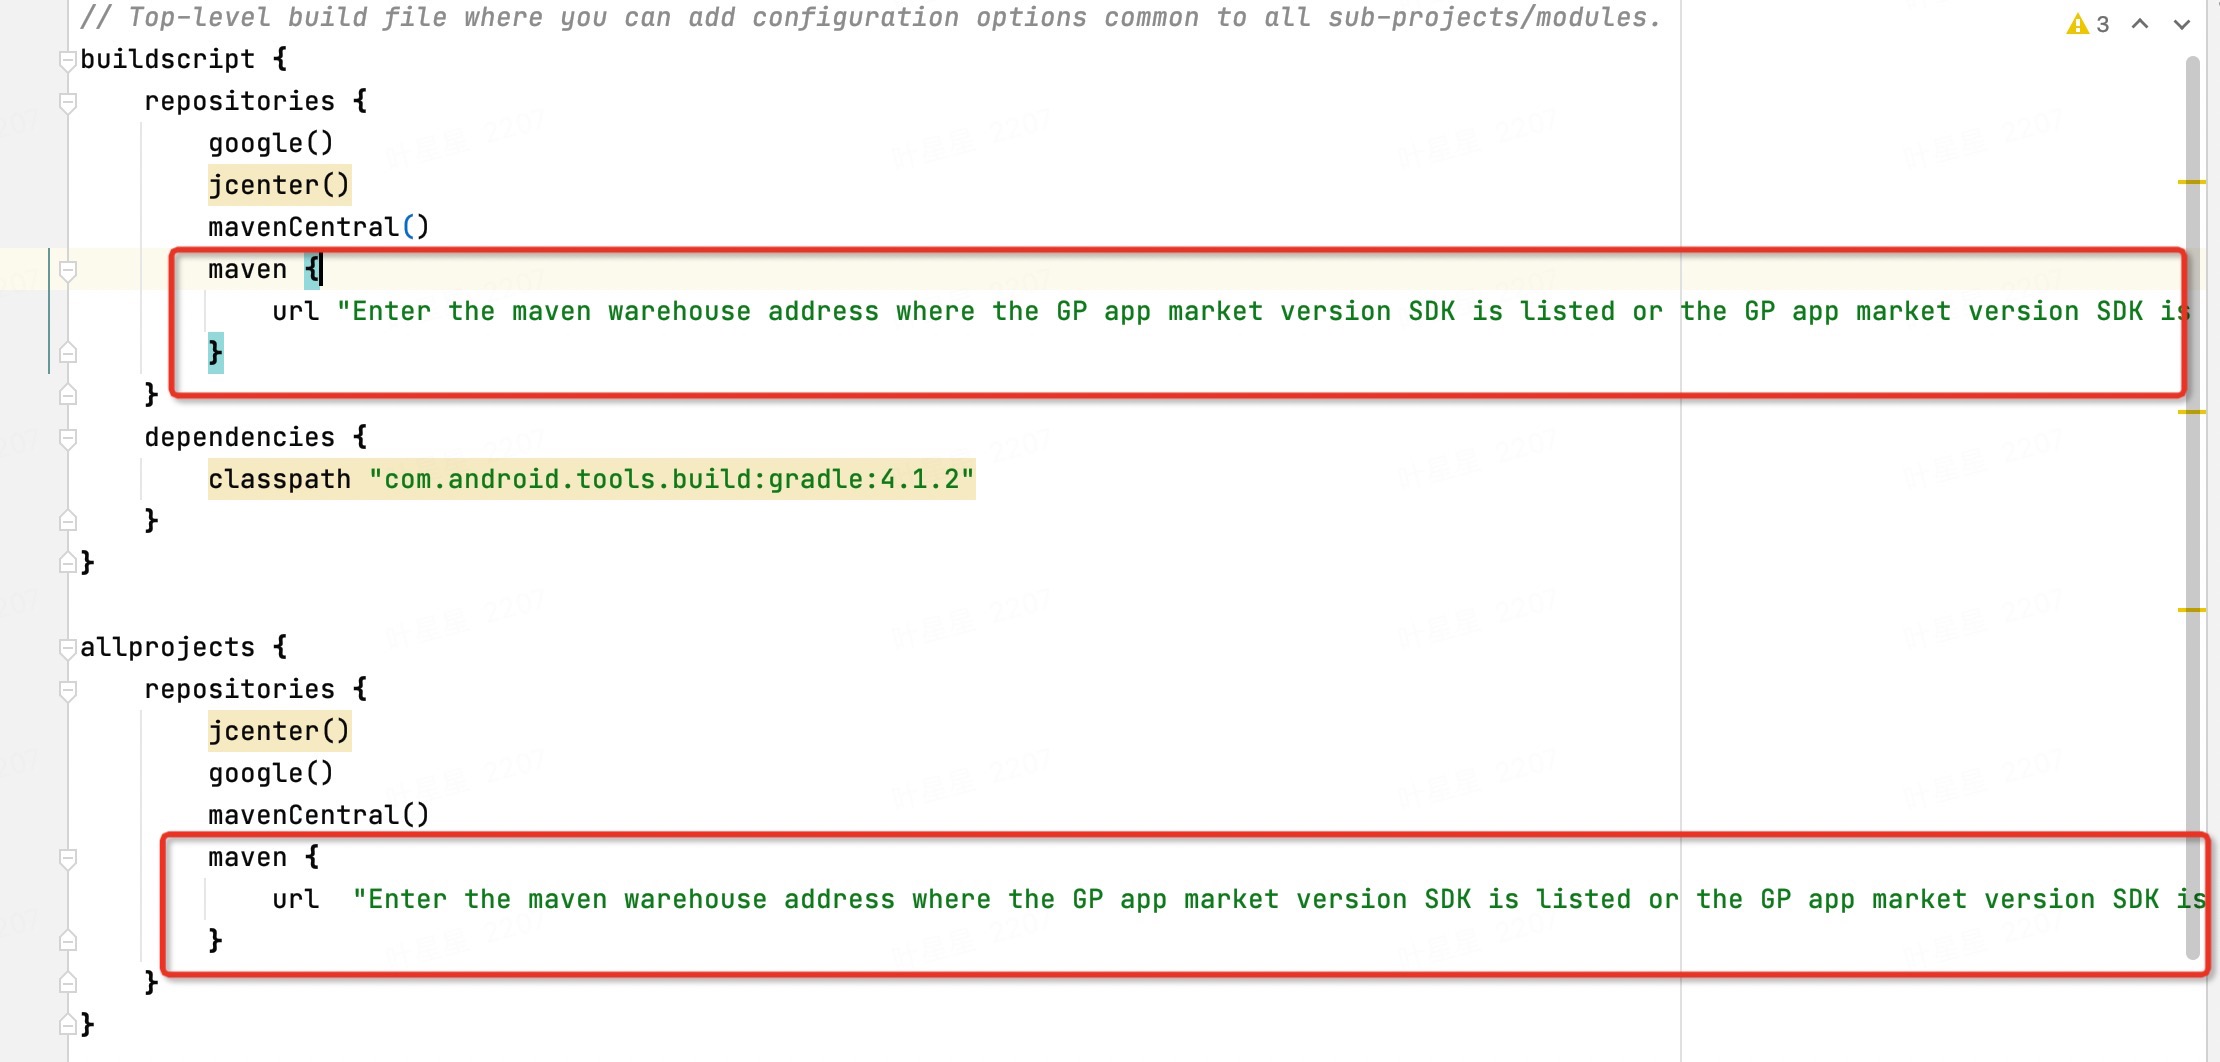 // Top-level build file where you can add configuration options common to all sub-projects/modules.
3
buildscript {
repositories {
google()
jcenter()
mavenCentral()
maven {
url "Enter the maven warehouse address where the GP app market version SDK is listed or the GP app market version SDK is
}
}
dependencies {
classpath "com.android.tools.build:gradle:4.1.2"
}
}
allprojects {
repositories {
jcenter()
google()
mavenCentral()
maven {
url "Enter the maven warehouse address where the GP app market version SDK is listed or the GP app market version SDK is
}
}
}